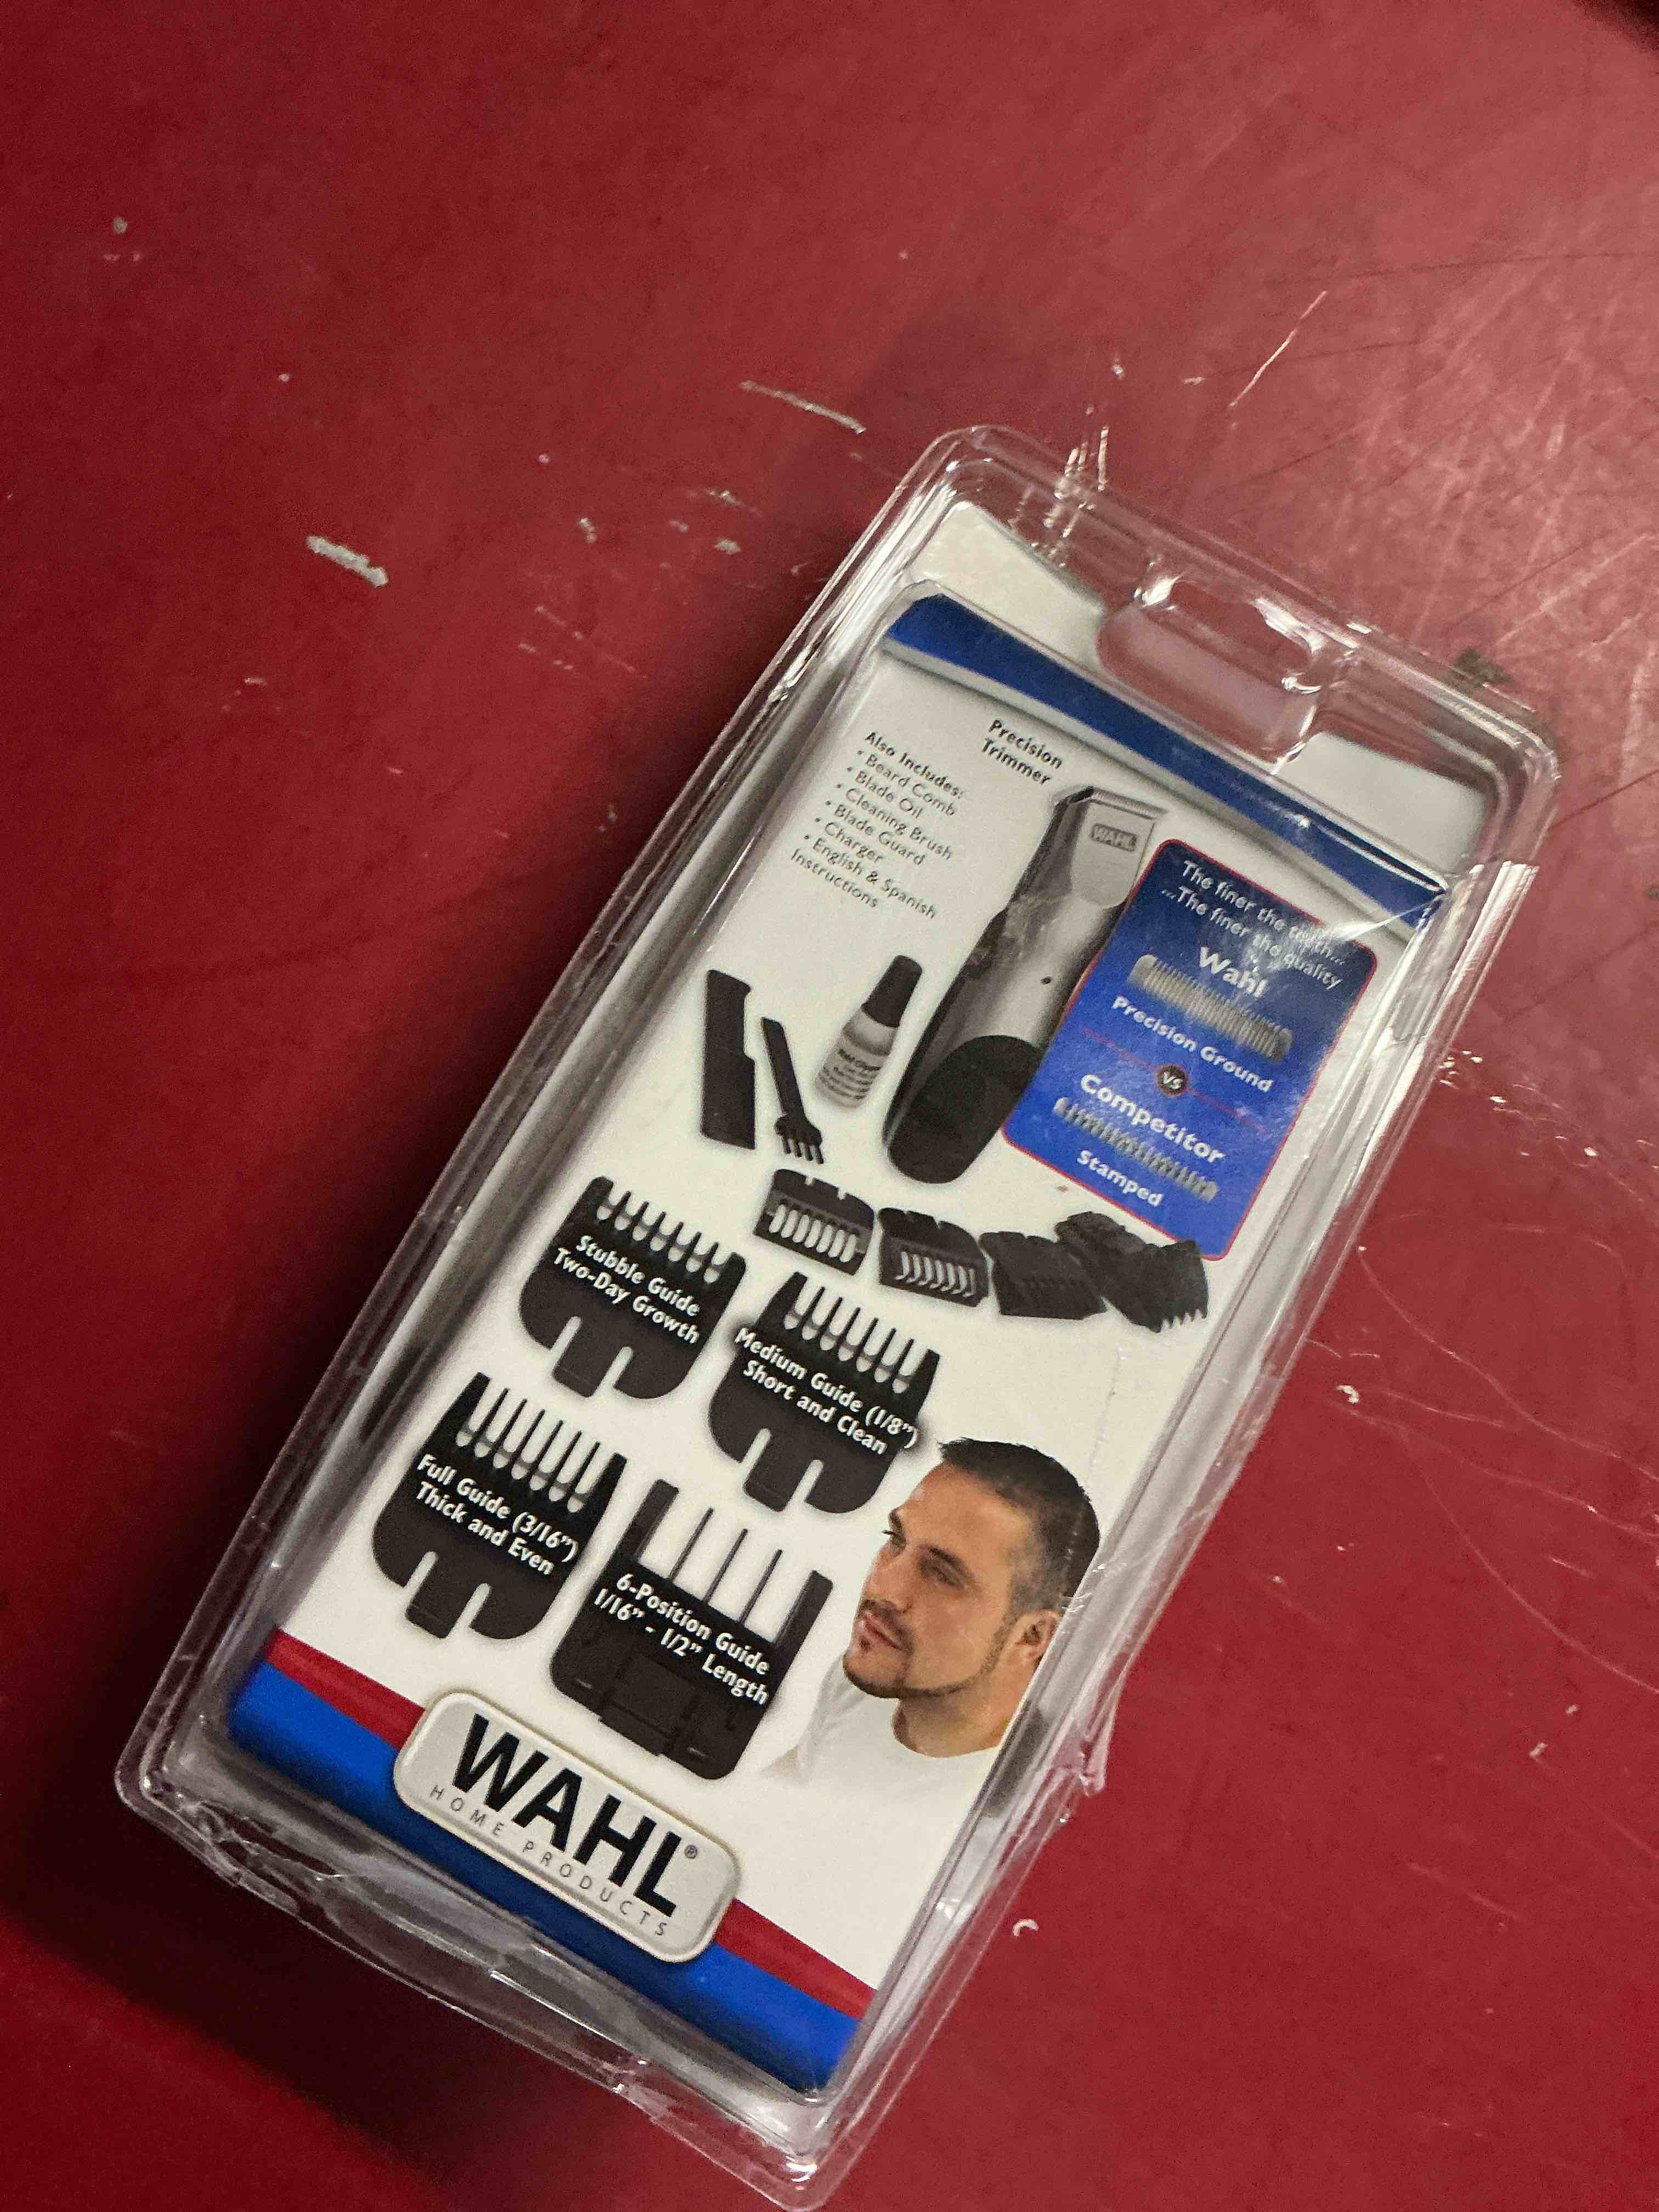 Precision
Trimmer
Also Includes:
• Beard Comb
• Blade Oil
• Cleaning Brush
• Blade Guard
• Charger
• English & Spanish
Instructions
WAHL
The finer the teeth...
...The finer the quality
Wahl
Precision Ground
vs
Competitor
Stamped
Stubble Guide
Two-Day Growth
Medium Guide (1/8")
Short and Clean
Full Guide (3/16")
Thick and Even
6-Position Guide
1/16" - 1/2" Length
WAHL®
HOME PRODUCTS